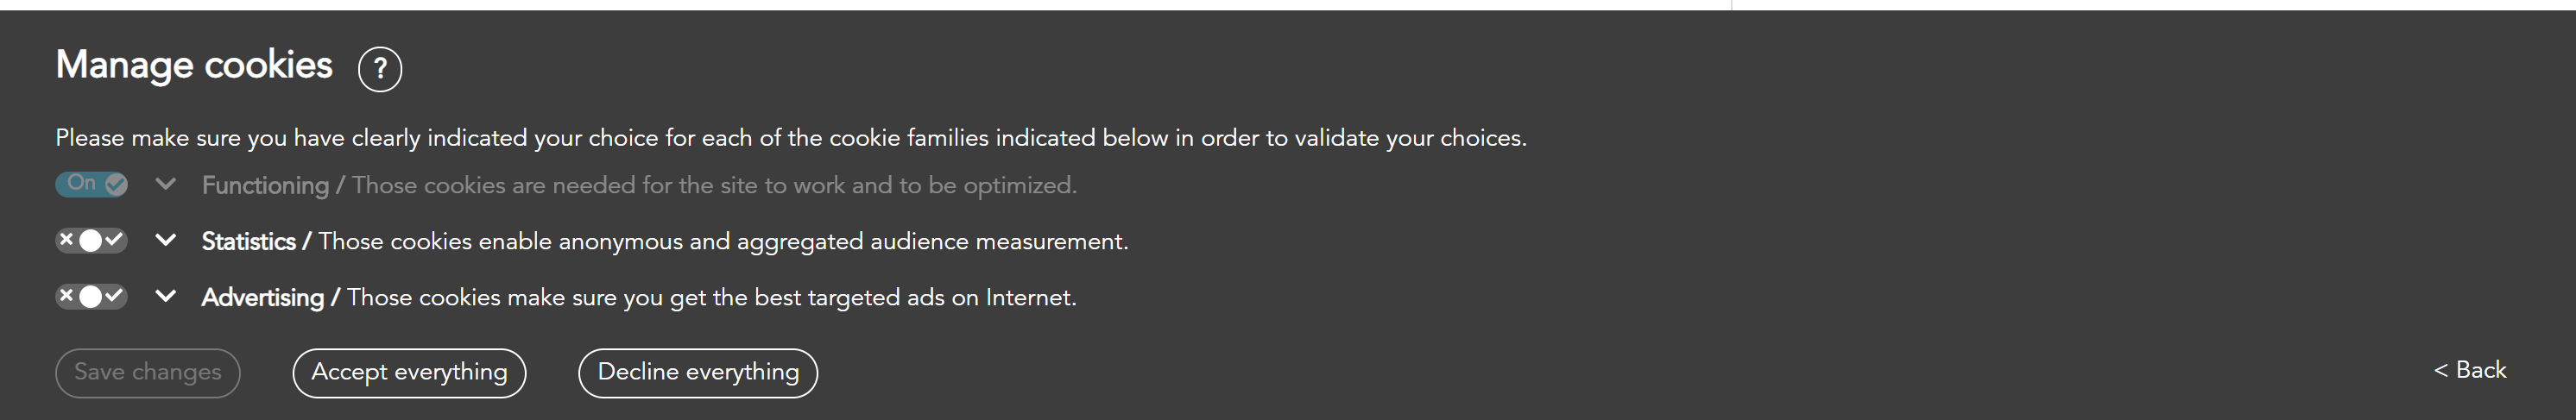 Manage cookies ?
Please make sure you have clearly indicated your choice for each of the cookie families indicated below in order to validate your choices.
On Functioning / Those cookies are needed for the site to work and to be optimized.
Statistics / Those cookies enable anonymous and aggregated audience measurement.
Advertising / Those cookies make sure you get the best targeted ads on Internet.
Save changes Accept everything Decline everything < Back